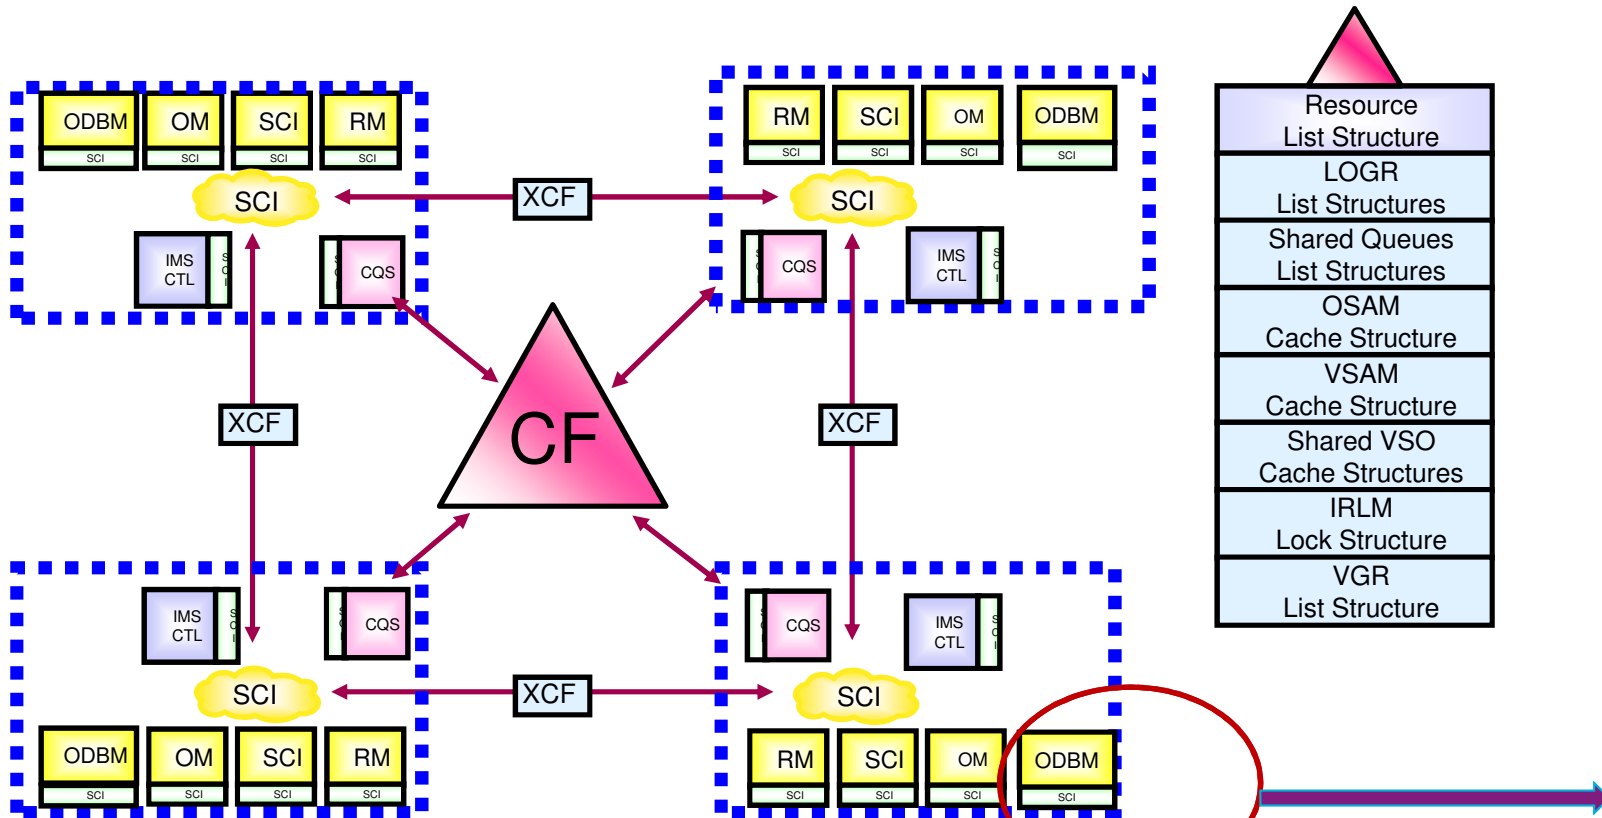 ODBM
SCI
OM
SCI
SCI
SCI
RM
SCI
SCI
IMS
CTL
CQS
XCF
RM
SCI
SCI
SCI
OM
SCI
ODBM
SCI
SCI
CQS
IMS
CTL
S
C
I
XCF
CF
XCF
IMS
CTL
S
C
I
CQS
SCI
ODBM
SCI
OM
SCI
SCI
SCI
RM
SCI
XCF
CQS
IMS
CTL
S
C
I
SCI
RM
SCI
SCI
SCI
OM
SCI
ODBM
SCI
Resource
List Structure
LOGR
List Structures
Shared Queues
List Structures
OSAM
Cache Structure
VSAM
Cache Structure
Shared VSO
Cache Structures
IRLM
Lock Structure
VGR
List Structure